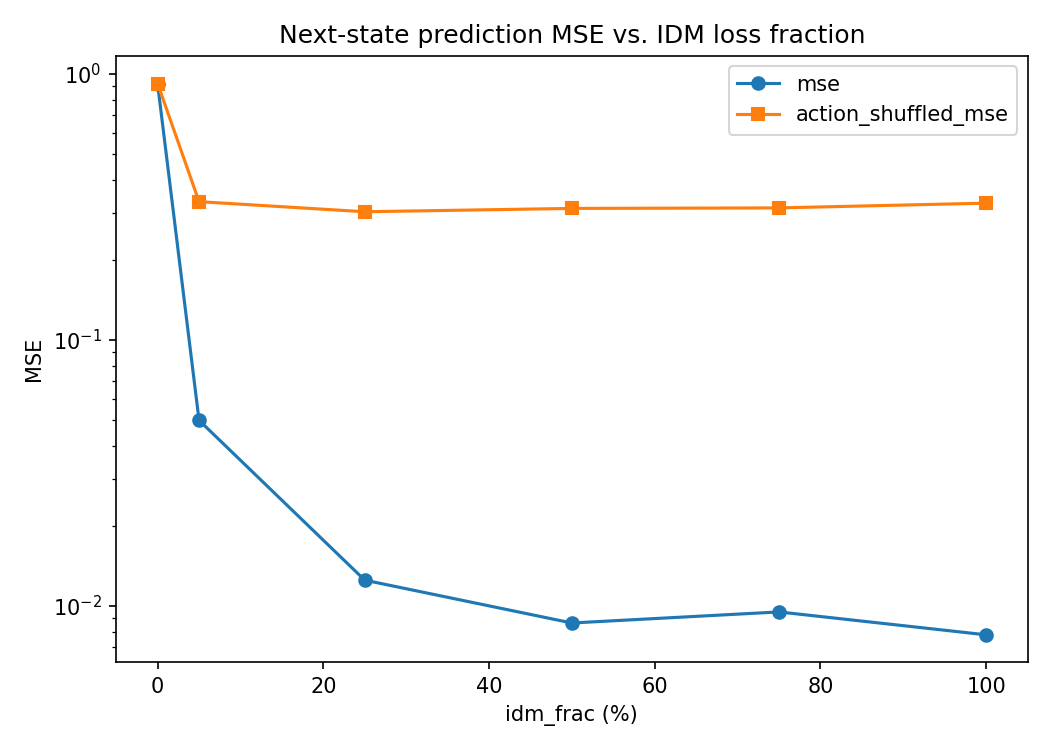 Next-state prediction MSE vs. IDM loss fraction
mse
action_shuffled_mse
10⁰
10⁻¹
10⁻²
MSE
0
20
40
60
80
100
idm_frac (%)